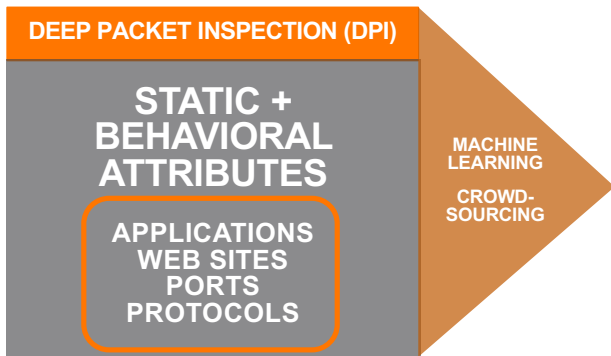 DEEP PACKET INSPECTION (DPI)
STATIC +
BEHAVIORAL
ATTRIBUTES
APPLICATIONS
WEB SITES
PORTS
PROTOCOLS
MACHINE
LEARNING
CROWD-
SOURCING